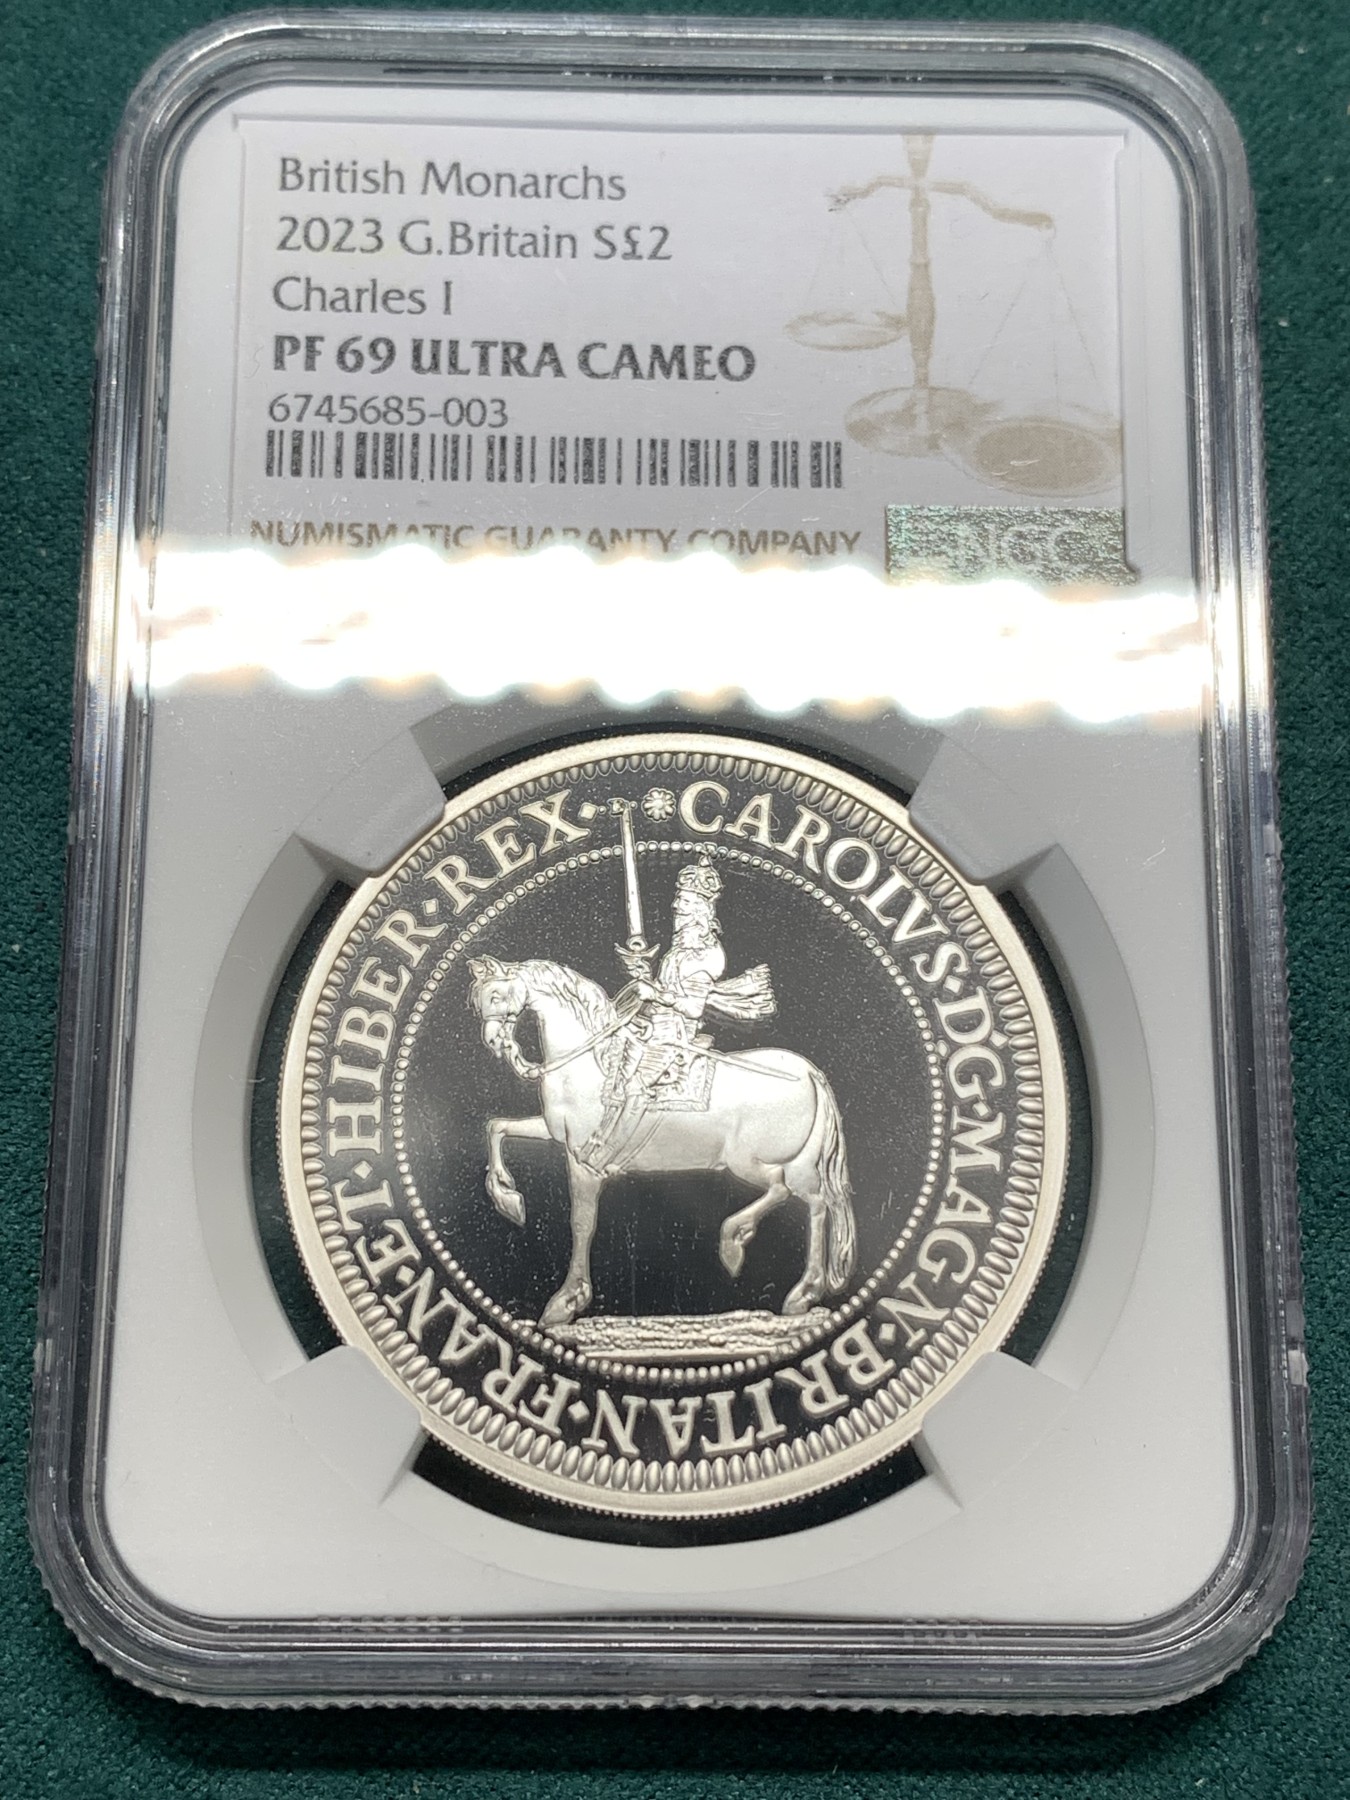 British Monarchs
2023 G.Britain S£2
Charles I
PF 69 ULTRA CAMEO
6745685-003
NUMISMATIC GUARANTY COMPANY
NGC
CAROLVS·D·G·MAGN·BRITAN·FRAN·ET·HIBER·REX·